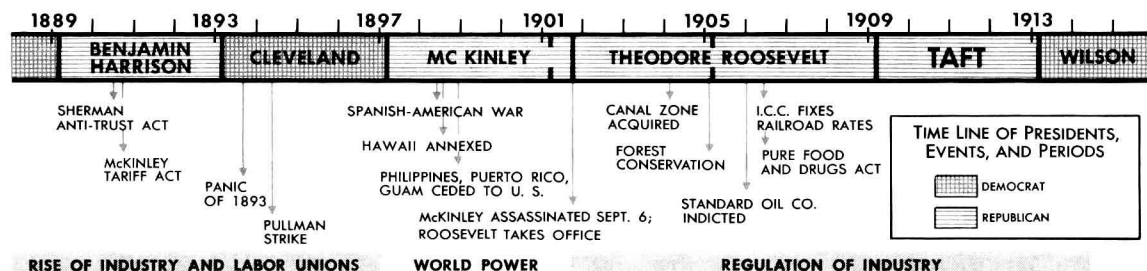 1889 1893 1897 1901 1905 1909 1913
BENJAMIN
HARRISON
CLEVELAND
MC KINLEY
THEODORE ROOSEVELT
TAFT
WILSON
SHERMAN
ANTI-TRUST ACT
McKINLEY
TARIFF ACT
PANIC
OF 1893
PULLMAN
STRIKE
SPANISH-AMERICAN WAR
HAWAII ANNEXED
PHILIPPINES, PUERTO RICO,
GUAM CEDED TO U. S.
McKINLEY ASSASSINATED SEPT. 6;
ROOSEVELT TAKES OFFICE
CANAL ZONE
ACQUIRED
FOREST
CONSERVATION
STANDARD OIL CO.
INDICTED
I.C.C. FIXES
RAILROAD RATES
PURE FOOD
AND DRUGS ACT
TIME LINE OF PRESIDENTS,
EVENTS, AND PERIODS
DEMOCRAT
REPUBLICAN
RISE OF INDUSTRY AND LABOR UNIONS WORLD POWER REGULATION OF INDUSTRY